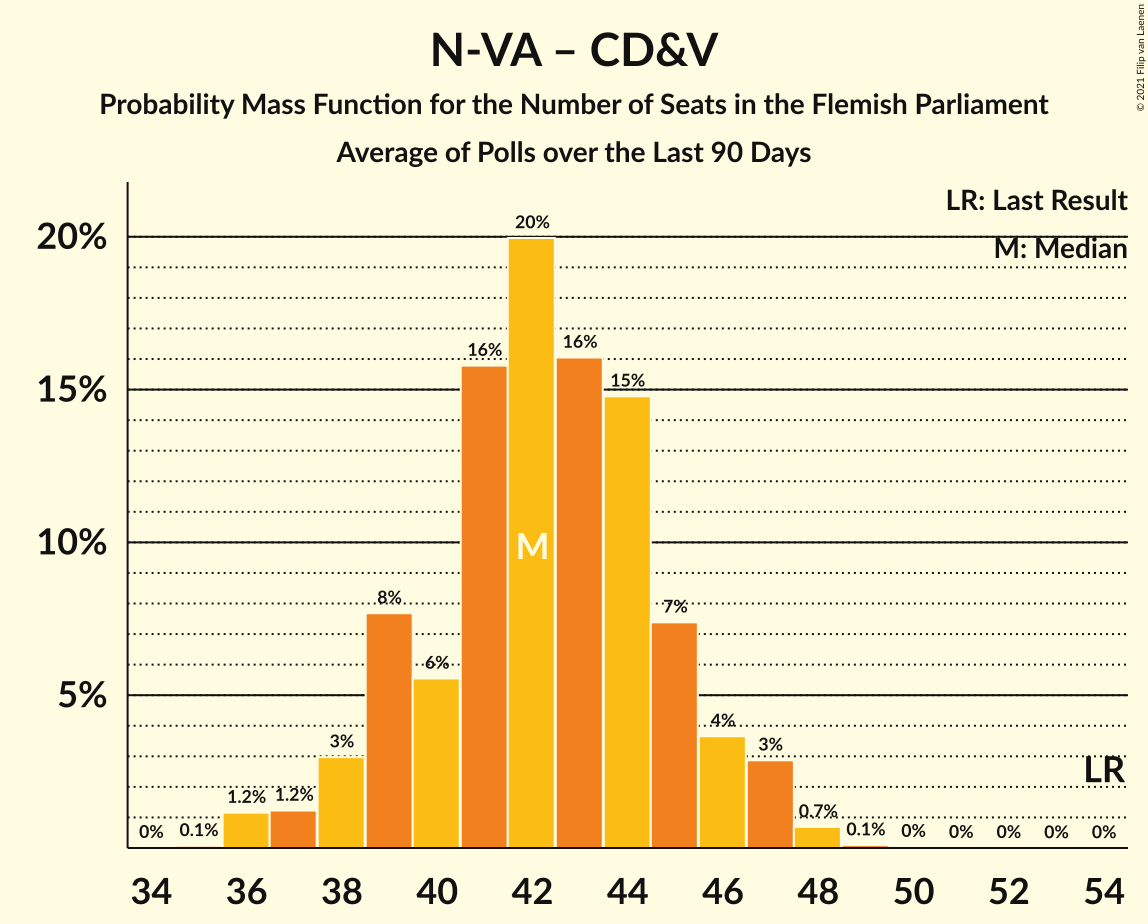 N-VA – CD&V
Probability Mass Function for the Number of Seats in the Flemish Parliament
Average of Polls over the Last 90 Days
© 2021 Filip van Laenen
LR: Last Result
M: Median
20%
15%
10%
5%
0%
0.1%
1.2%
1.2%
3%
8%
6%
16%
20%
16%
15%
7%
4%
3%
0.7%
0.1%
0%
0%
0%
0%
0%
M
LR
34 36 38 40 42 44 46 48 50 52 54